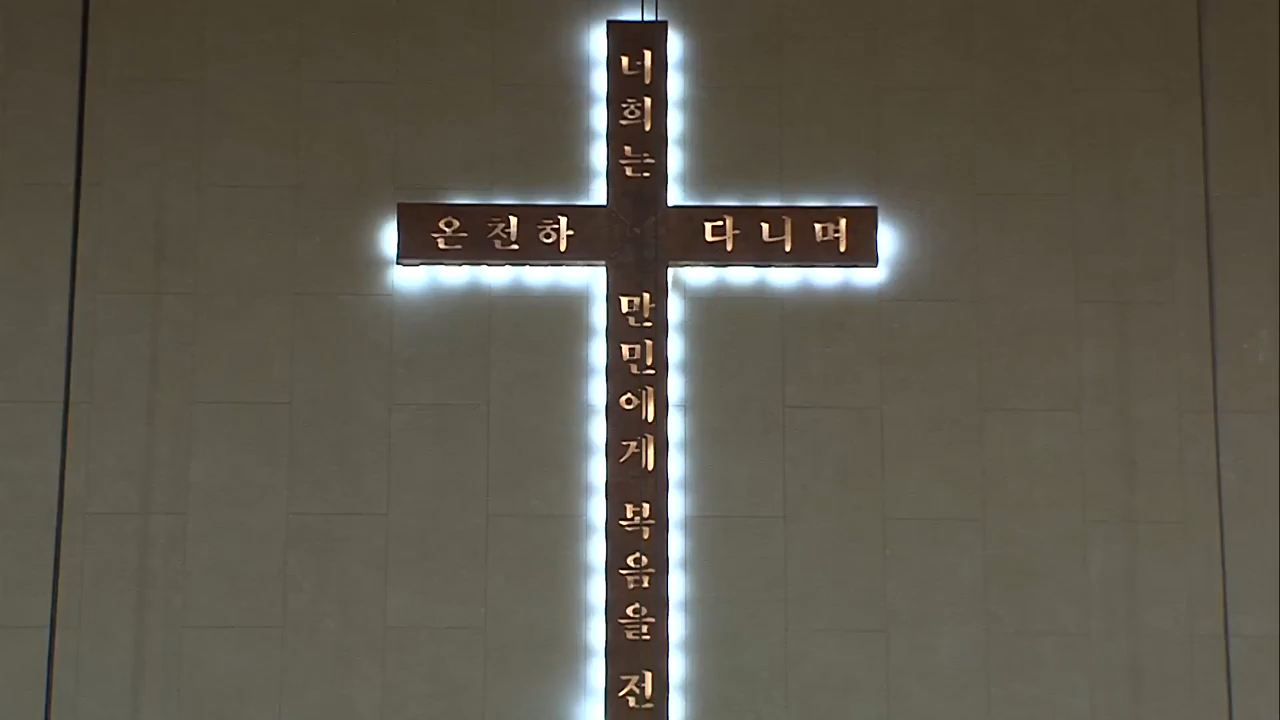 너희는
온천하 다니며
만민에게
복음을
전